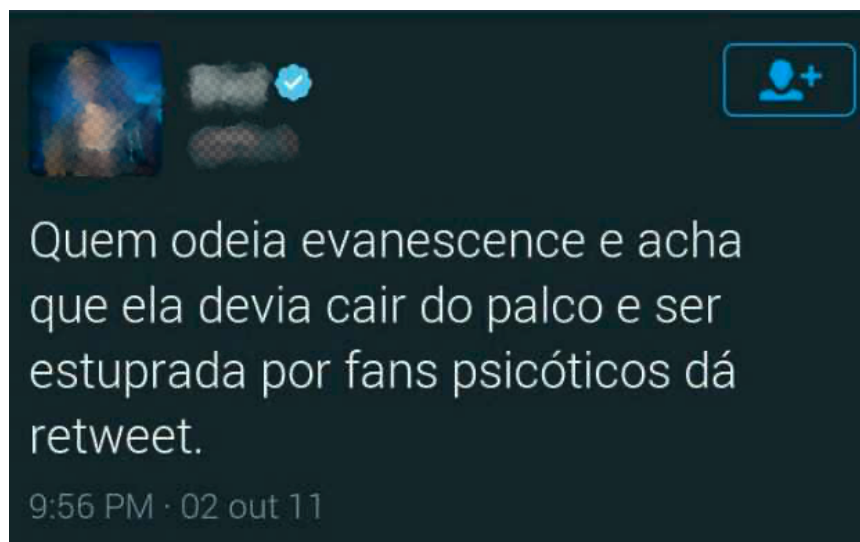 Quem odeia evanescence e acha
que ela devia cair do palco e ser
estuprada por fans psicóticos dá
retweet.
9:56 PM · 02 out 11